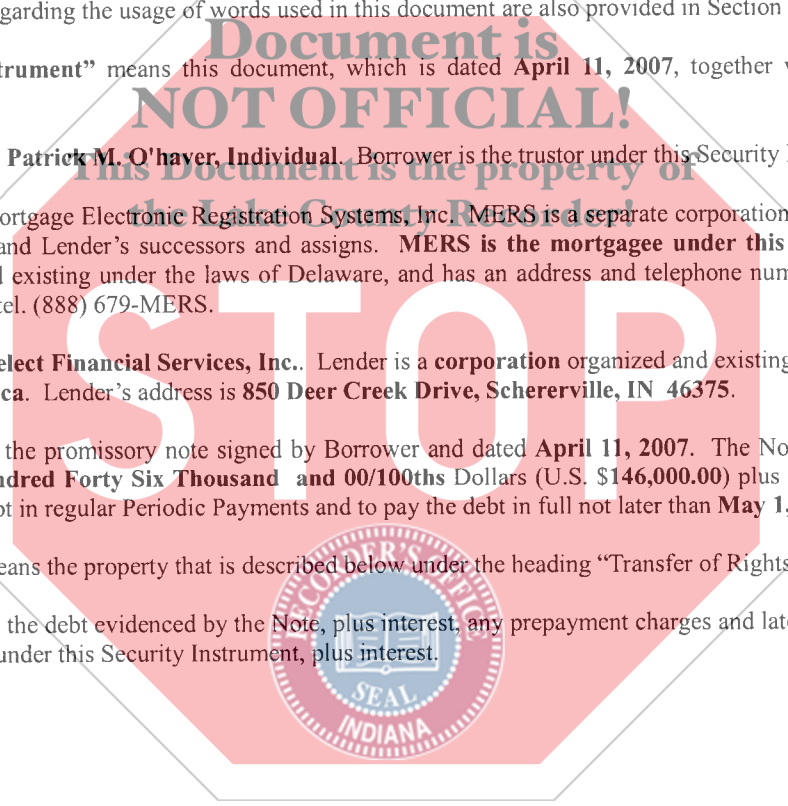 garding the usage of words used in this document are also provided in Section
Document is
trument” means this document, which is dated April 11, 2007, together
NOT OFFICIAL!
Patrick M. O'haver, Individual. Borrower is the trustor under this Security
This Document is the property of
ortgage Electronic Registration Systems, Inc. MERS is a separate corporation
the Lake County Recorder!
and Lender’s successors and assigns. MERS is the mortgagee under this
existing under the laws of Delaware, and has an address and telephone num
tel. (888) 679-MERS.
STOP
elect Financial Services, Inc.. Lender is a corporation organized and existing
ca. Lender’s address is 850 Deer Creek Drive, Schererville, IN 46375.
the promissory note signed by Borrower and dated April 11, 2007. The No
ndred Forty Six Thousand and 00/100ths Dollars (U.S. $146,000.00) plus
ot in regular Periodic Payments and to pay the debt in full not later than May 1,
eans the property that is described below under the heading “Transfer of Rights
the debt evidenced by the Note, plus interest, any prepayment charges and late
under this Security Instrument, plus interest.
RECORDER'S OFFICE
SEAL
INDIANA